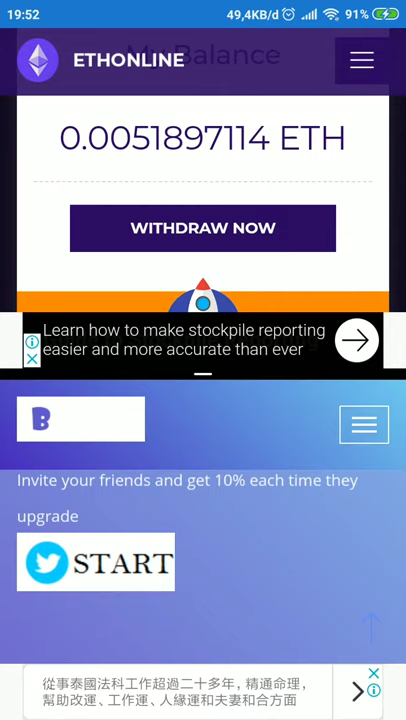 19:52
49,4KB/d
91%
My Balance
ETHONLINE
0.0051897114 ETH
WITHDRAW NOW
Learn how to make stockpile reporting
easier and more accurate than ever
B
Invite your friends and get 10% each time they
upgrade
START
從事泰國法科工作超過二十多年，精通命理，
幫助改運、工作運、人緣運和夫妻和合方面